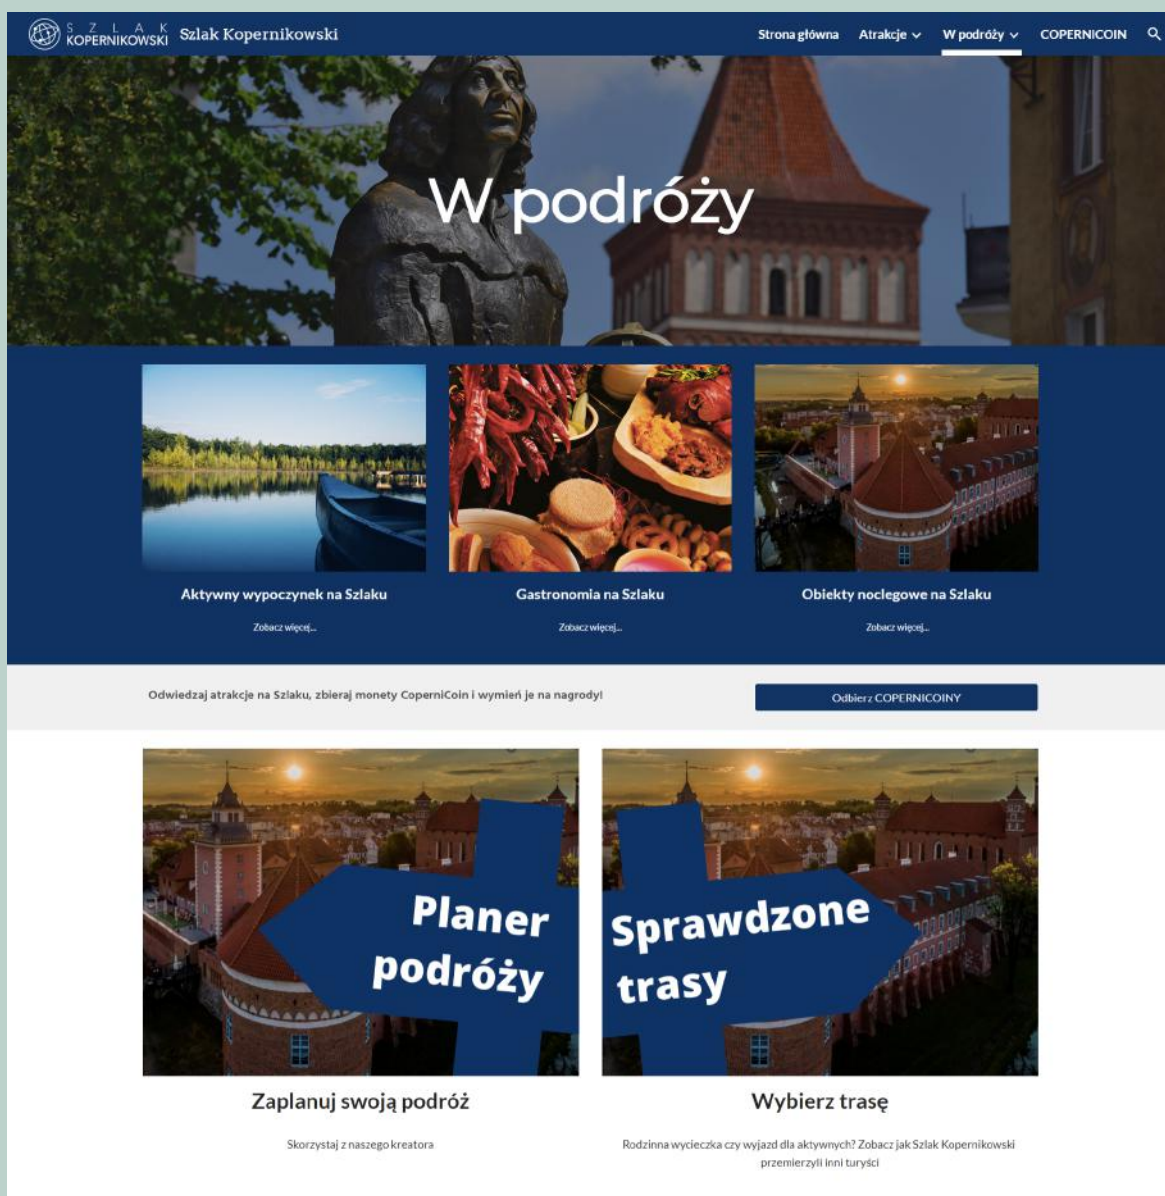 S Z L A K
KOPERNIKOWSKI
Szlak Kopernikowski
Strona główna
Atrakcje
W podróży
COPERNICOIN
W podróży
Aktywny wypoczynek na Szlaku
Zobacz więcej...
Gastronomia na Szlaku
Zobacz więcej...
Obiekty noclegowe na Szlaku
Zobacz więcej...
Odwiedzaj atrakcje na Szlaku, zbieraj monety CoperniCoin i wymień je na nagrody!
Odbierz COPERNICOINY
Planer
podróży
Sprawdzone
trasy
Zaplanuj swoją podróż
Skorzystaj z naszego kreatora
Wybierz trasę
Rodzinna wycieczka czy wyjazd dla aktywnych? Zobacz jak Szlak Kopernikowski
przemierzyli inni turyści